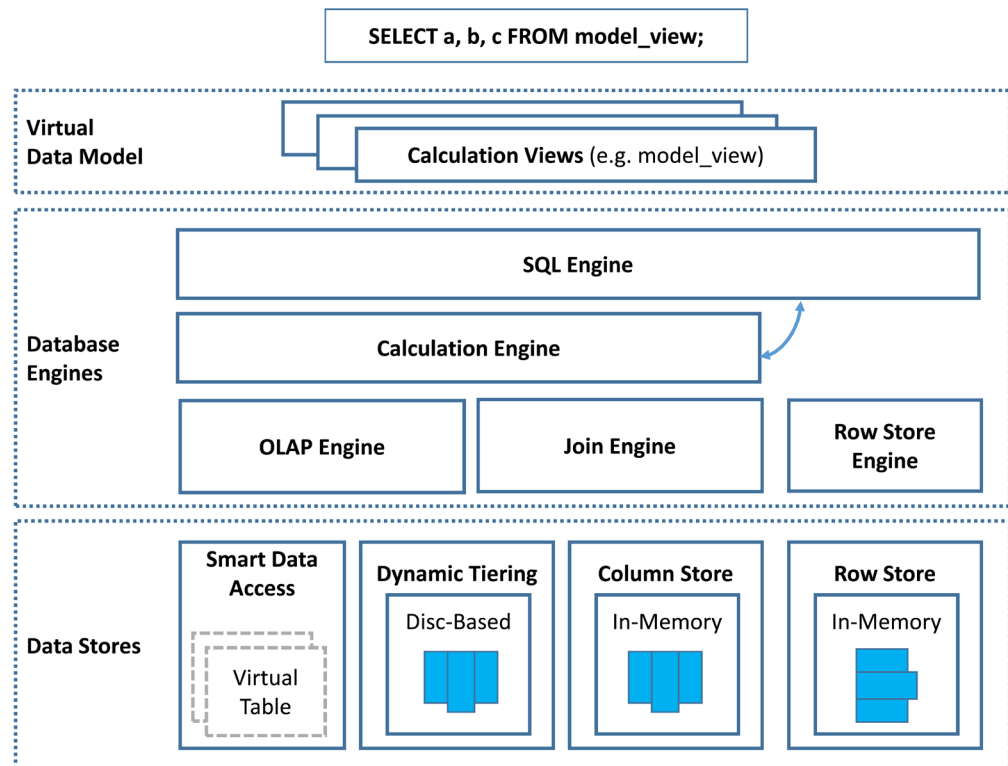 SELECT a, b, c FROM model_view;
Virtual
Data Model
Calculation Views (e.g. model_view)
Database
Engines
SQL Engine
Calculation Engine
OLAP Engine
Join Engine
Row Store
Engine
Data Stores
Smart Data
Access
Virtual
Table
Dynamic Tiering
Disc-Based
Column Store
In-Memory
Row Store
In-Memory